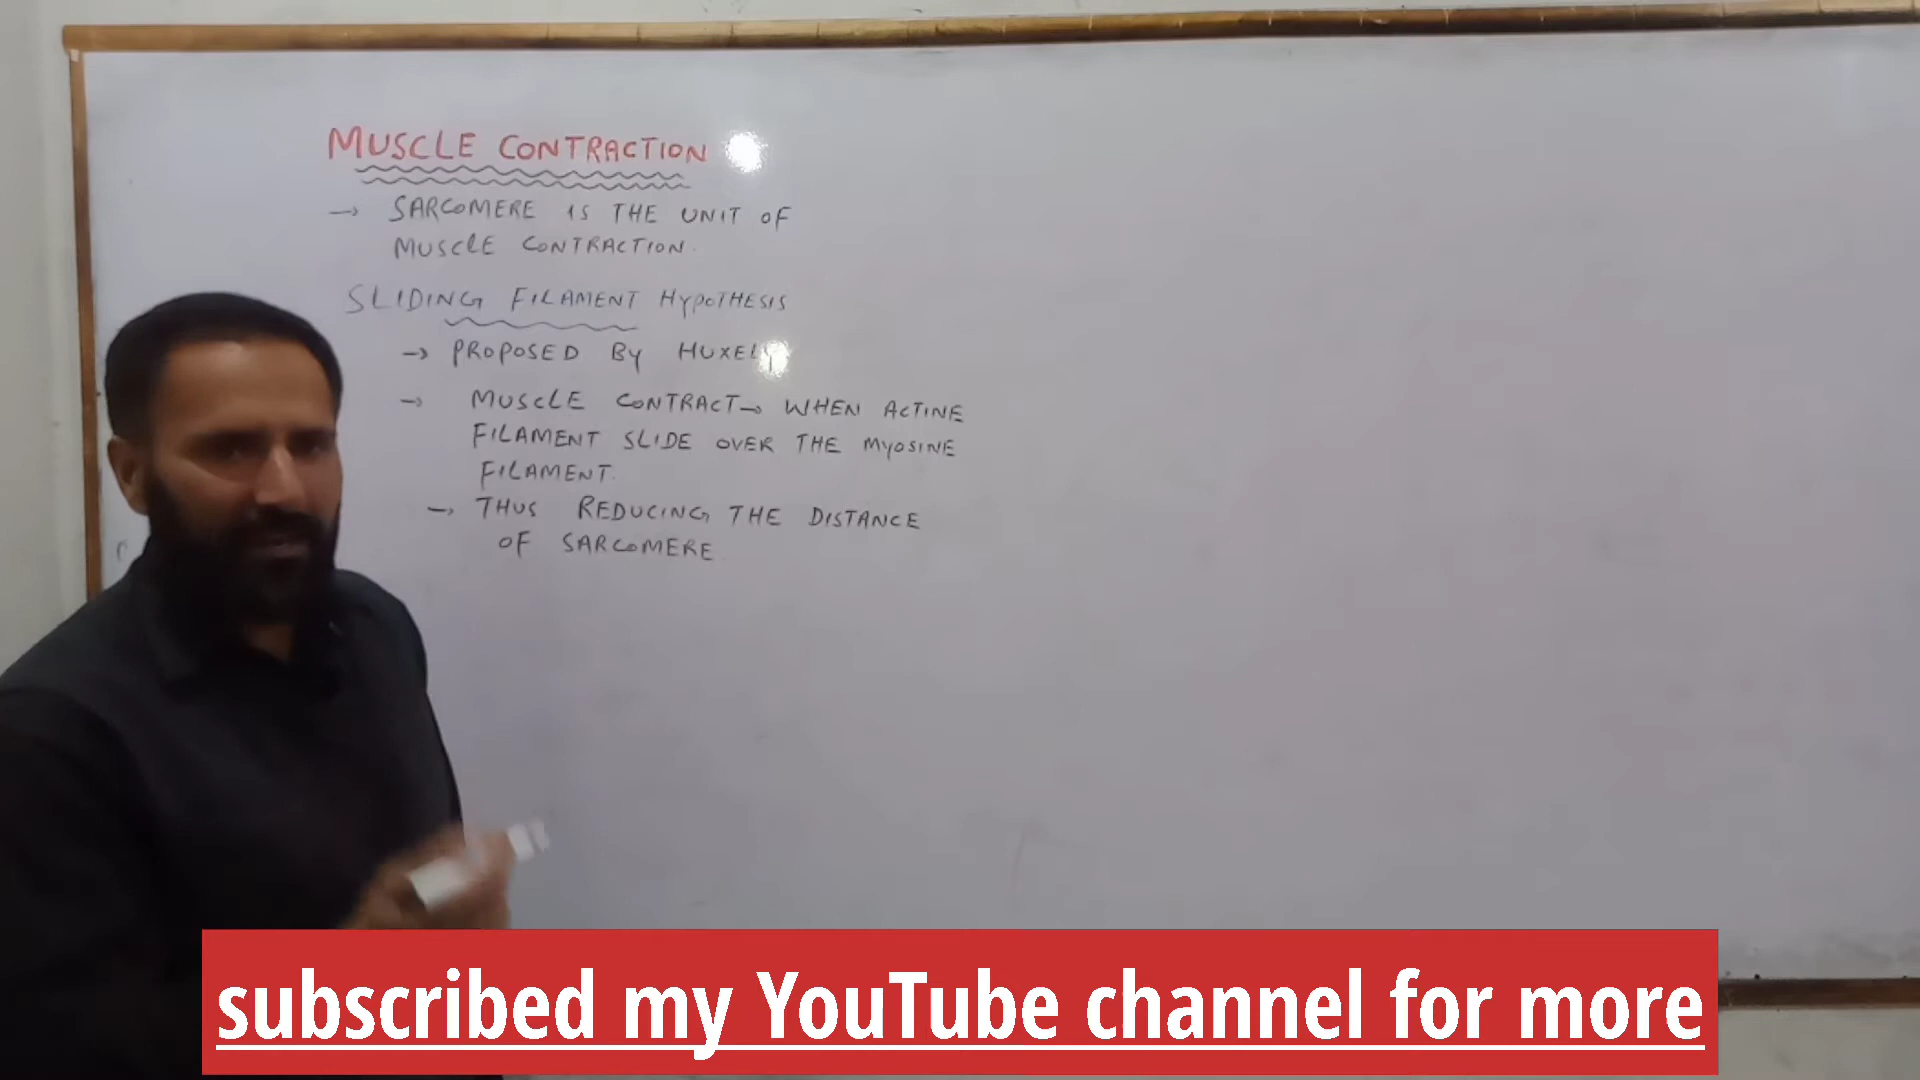 MUSCLE CONTRACTION
→ SARCOMERE IS THE UNIT OF
MUSCLE CONTRACTION.
SLIDING FILAMENT HYPOTHESIS
→ PROPOSED BY HUXELY
→ MUSCLE CONTRACT → WHEN ACTINE
FILAMENT SLIDE OVER THE MYOSINE
FILAMENT.
→ THUS REDUCING THE DISTANCE
OF SARCOMERE.
subscribed my YouTube channel for more